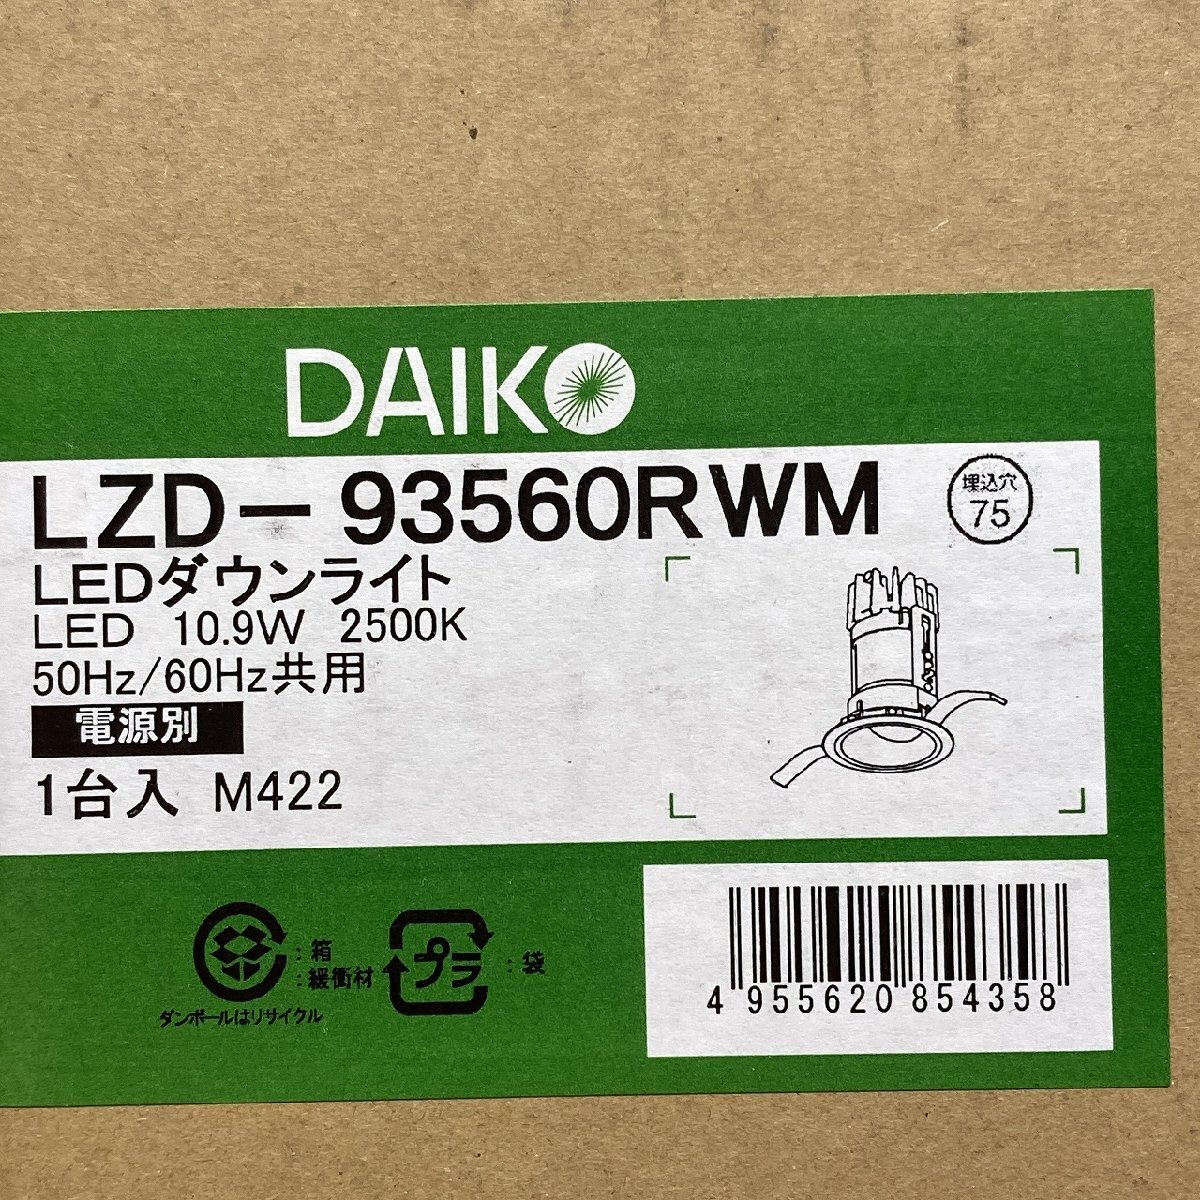 DAIKO
LZD-93560RWM
埋込穴
75
LEDダウンライト
LED 10.9W 2500K
50Hz/60Hz共用
電源別
1台入 M422
:箱
:緩衝材
ダンボールはリサイクル
プラ
:袋
4 955620 854358